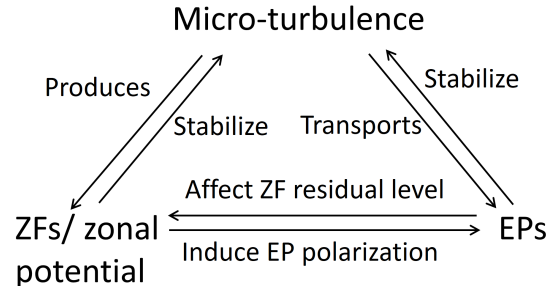 Micro-turbulence
Produces
Stabilize
Stabilize
Transports
Affect ZF residual level
ZFs/ zonal
potential
EPs
Induce EP polarization